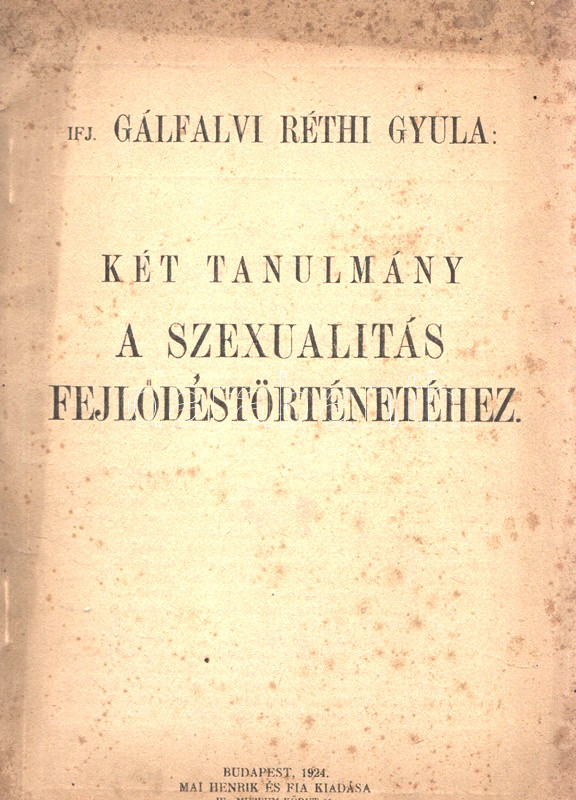 IFJ. GÁLFALVI RÉTHI GYULA:
KÉT TANULMÁNY
A SZEXUALITÁS
FEJLŐDÉSTÖRTÉNETÉHEZ.
BUDAPEST, 1924.
MAI HENRIK ÉS FIA KIADÁSA